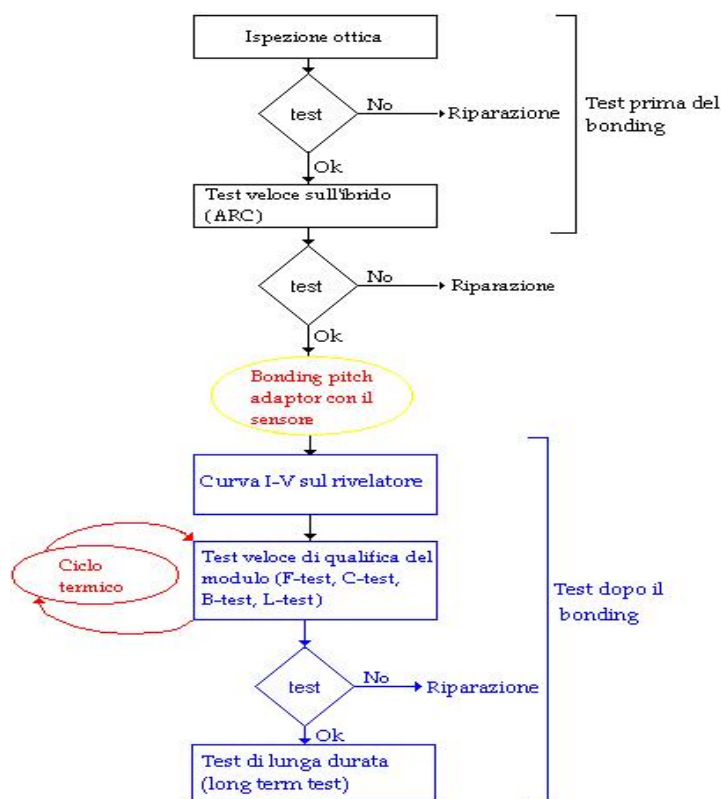 Ispezione ottica
test
No
Riparazione
Test prima del
bonding
Ok
Test veloce sull'ibrido
(ARC)
test
No
Riparazione
Ok
Bonding pitch
adaptor con il
sensore
Curva I-V sul rivelatore
Ciclo
termico
Test veloce di qualifica del
modulo (F-test, C-test,
B-test, L-test)
Test dopo il
bonding
test
No
Riparazione
Ok
Test di lunga durata
(long term test)